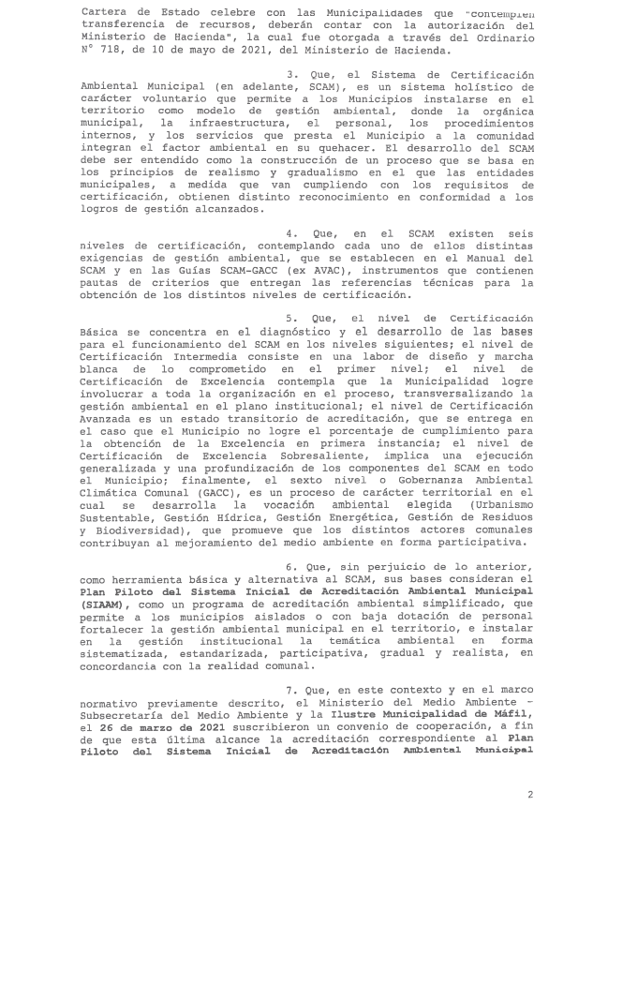 Cartera de Estado celebre con las Municipalidades que "contemplen
transferencia de recursos, deberán contar con la autorización del
Ministerio de Hacienda", la cual fue otorgada a través del Ordinario
N° 718, de 10 de mayo de 2021, del Ministerio de Hacienda.
3. Que, el Sistema de Certificación
Ambiental Municipal (en adelante, SCAM), es un sistema holístico de
carácter voluntario que permite a los Municipios instalarse en el
territorio como modelo de gestión ambiental, donde la orgánica
municipal, la infraestructura, el personal, los procedimientos
internos, y los servicios que presta el Municipio a la comunidad
integran el factor ambiental en su quehacer. El desarrollo del SCAM
debe ser entendido como la construcción de un proceso que se basa en
los principios de realismo y gradualismo en el que las entidades
municipales, a medida que van cumpliendo con los requisitos de
certificación, obtienen distinto reconocimiento en conformidad a los
logros de gestión alcanzados.
4. Que, en el SCAM existen seis
niveles de certificación, contemplando cada uno de ellos distintas
exigencias de gestión ambiental, que se establecen en el Manual del
SCAM y en las Guías SCAM-GACC (ex AVAC), instrumentos que contienen
pautas de criterios que entregan las referencias técnicas para la
obtención de los distintos niveles de certificación.
5. Que, el nivel de Certificación
Básica se concentra en el diagnóstico y el desarrollo de las bases
para el funcionamiento del SCAM en los niveles siguientes; el nivel de
Certificación Intermedia consiste en una labor de diseño y marcha
blanca de lo comprometido en el primer nivel; el nivel de
Certificación de Excelencia contempla que la Municipalidad logre
involucrar a toda la organización en el proceso, transversalizando la
gestión ambiental en el plano institucional; el nivel de Certificación
Avanzada es un estado transitorio de acreditación, que se entrega en
el caso que el Municipio no logre el porcentaje de cumplimiento para
la obtención de la Excelencia en primera instancia; el nivel de
Certificación de Excelencia Sobresaliente, implica una ejecución
generalizada y una profundización de los componentes del SCAM en todo
el Municipio; finalmente, el sexto nivel o Gobernanza Ambiental
Climática Comunal (GACC), es un proceso de carácter territorial en el
cual se desarrolla la vocación ambiental elegida (Urbanismo
Sustentable, Gestión Hídrica, Gestión Energética, Gestión de Residuos
y Biodiversidad), que promueve que los distintos actores comunales
contribuyan al mejoramiento del medio ambiente en forma participativa.
6. Que, sin perjuicio de lo anterior,
como herramienta básica y alternativa al SCAM, sus bases consideran el
Plan Piloto del Sistema Inicial de Acreditación Ambiental Municipal
(SIAAM), como un programa de acreditación ambiental simplificado, que
permite a los municipios aislados o con baja dotación de personal
fortalecer la gestión ambiental municipal en el territorio, e instalar
en la gestión institucional la temática ambiental en forma
sistematizada, estandarizada, participativa, gradual y realista, en
concordancia con la realidad comunal.
7. Que, en este contexto y en el marco
normativo previamente descrito, el Ministerio del Medio Ambiente –
Subsecretaría del Medio Ambiente y la Ilustre Municipalidad de Máfil,
el 26 de marzo de 2021 suscribieron un convenio de cooperación, a fin
de que esta última alcance la acreditación correspondiente al Plan
Piloto del Sistema Inicial de Acreditación Ambiental Municipal
2